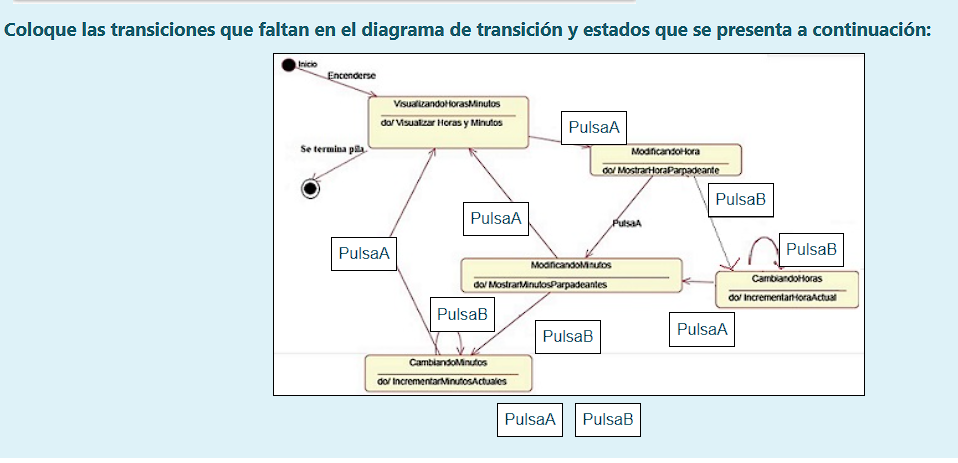 Coloque las transiciones que faltan en el diagrama de transición y estados que se presenta a continuación:
Inicio
Encenderse
VisualizandoHorasMinutos
do/ Visualizar Horas y Minutos
PulsaA
Se termina pila
ModificandoHora
do/ MostrarHoraParpadeante
PulsaB
PulsaA
PulsaA
PulsaA
PulsaB
ModificandoMinutos
do/ MostrarMinutosParpadeantes
CambiandoHoras
do/ IncrementarHoraActual
PulsaB
PulsaB
PulsaA
CambiandoMinutos
do/ IncrementarMinutosActuales
PulsaA
PulsaB